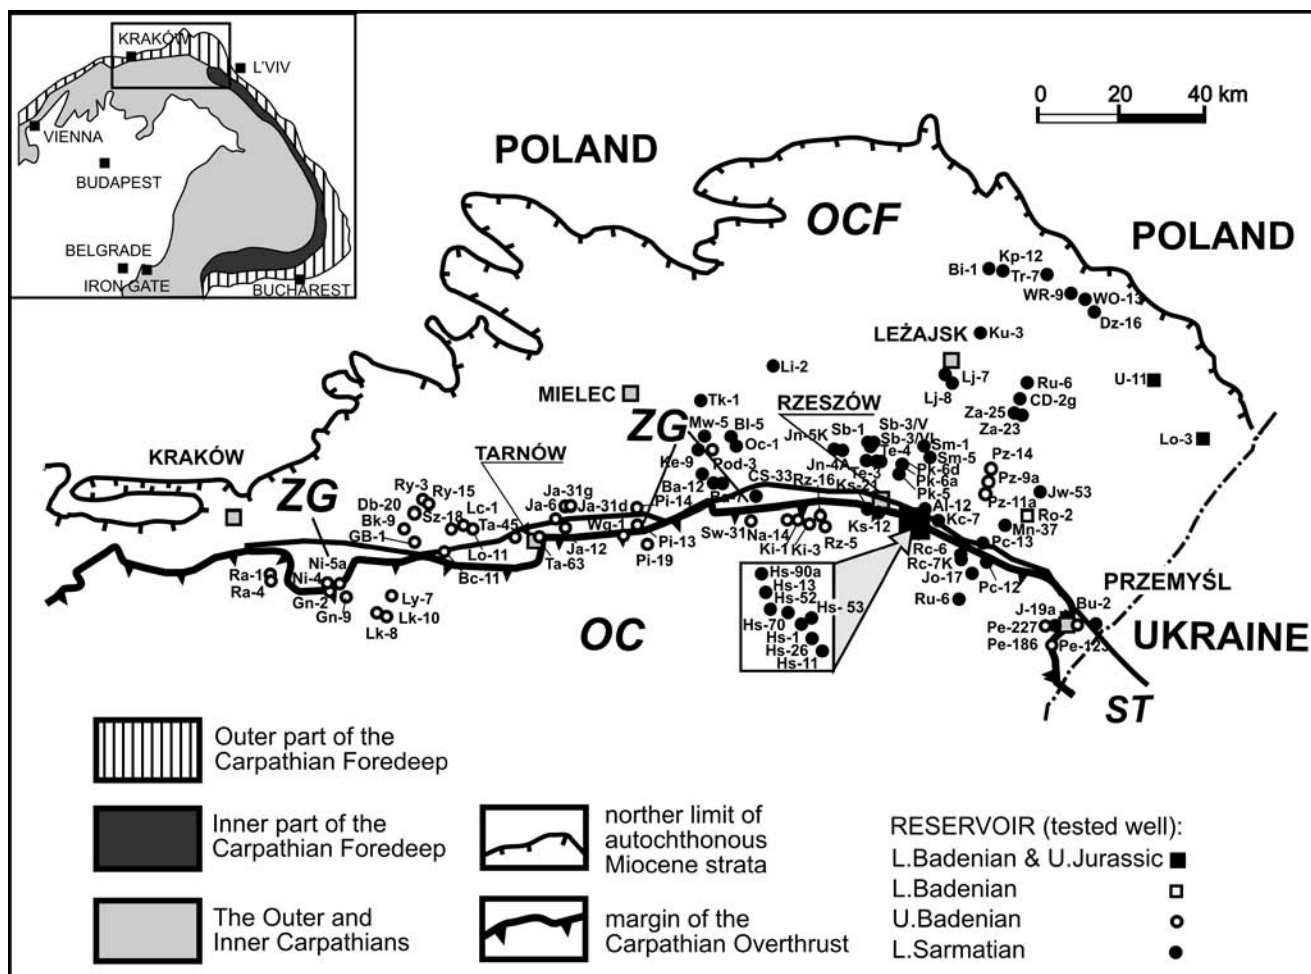 KRAKÓW
L'VIV
VIENNA
BUDAPEST
BELGRADE
IRON GATE
BUCHAREST
0 20 40 km
POLAND
OCF
POLAND
Kp-12
Bi-1
Tr-7
WR-9
WO-13
Dz-16
LEŻAJSK
Ku-3
Li-2
Lj-7
Lj-8
Ru-6
CD-2g
U-11
MIELEC
Tk-1
RZESZÓW
Za-25
Za-23
ZG
Mw-5
Bl-5
Oc-1
Jn-5K
Sb-1
Sb-3/V
Sb-3/VI
Te-4
Sm-1
Sm-5
Lo-3
KRAKÓW
TARNÓW
Ke-9
Pod-3
Jn-4A
Te-3
Pk-6d
Pk-6a
Pk-5
Pz-14
Pz-9a
Pz-11a
ZG
Ry-3
Ry-15
Ja-31g
Ja-31d
Ja-6
Pi-14
Ba-12
CS-33
Rz-16
Ks-21
Al-12
Jw-53
Db-20
Bk-9
GB-1
Sz-18
Lc-1
Ta-45
Wg-1
Pi-13
Sw-31
Na-14
Ki-1
Ki-3
Rz-5
Ks-12
Kc-7
Mn-37
Ro-2
Lo-11
Ja-12
Pi-19
Pc-13
Ni-5a
Ra-4
Ni-4
Bc-11
Ta-63
Rc-6
Rc-7K
Jo-17
Pc-12
PRZEMYŚL
Gn-2
Gn-9
Ly-7
Lk-10
Lk-8
Hs-90a
Hs-13
Hs-52
Hs- 53
Hs-70
Hs-1
Hs-26
Hs-11
Ru-6
J-19a
Bu-2
Pe-227
Pe-186
Pe-123
OC
UKRAINE
ST
Outer part of the
Carpathian Foredeep
Inner part of the
Carpathian Foredeep
The Outer and
Inner Carpathians
norther limit of
autochthonous
Miocene strata
margin of the
Carpathian Overthrust
RESERVOIR (tested well):
L.Badenian & U.Jurassic
L.Badenian
U.Badenian
L.Sarmatian